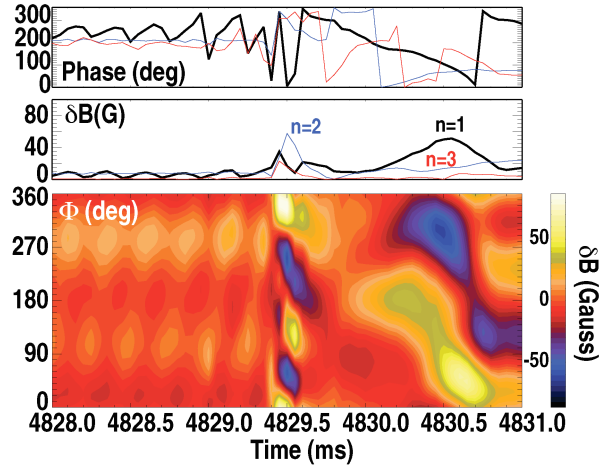 300
200
100
0
Phase (deg)
80
40
0
δB(G)
n=2
n=1
n=3
360
270
180
90
0
Φ (deg)
50
0
-50
δB (Gauss)
4828.0 4828.5 4829.0 4829.5 4830.0 4830.5 4831.0
Time (ms)